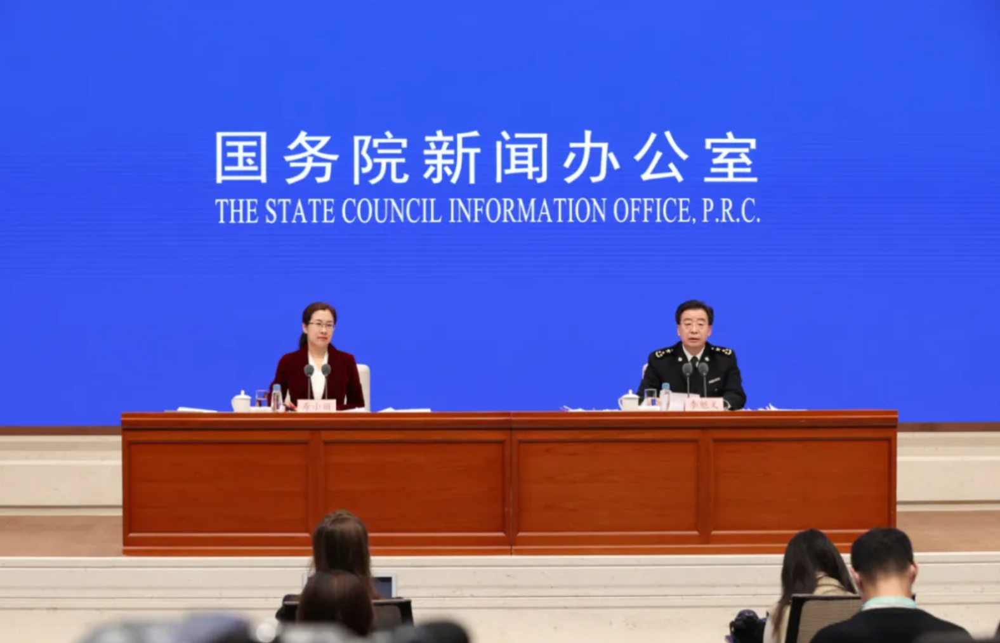 国务院新闻办公室
THE STATE COUNCIL INFORMATION OFFICE, P.R.C.